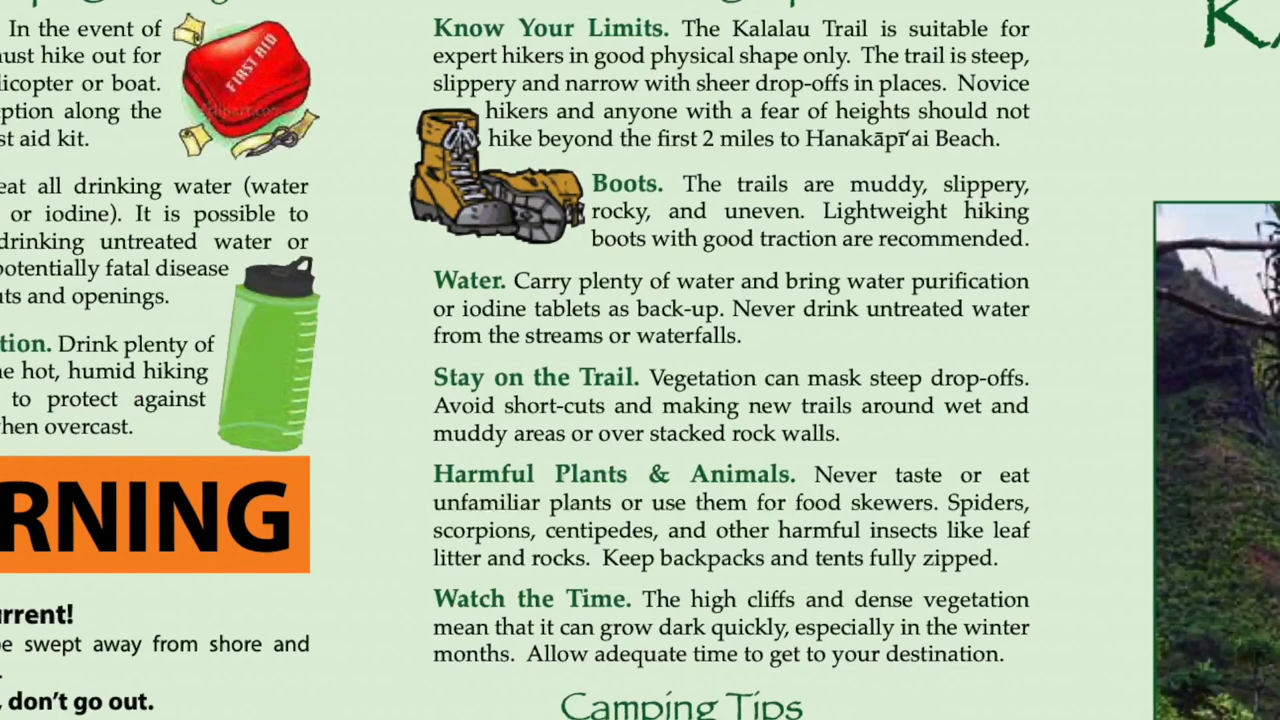 In the event of
must hike out for
licopter or boat.
ption along the
st aid kit.
FIRST AID
eat all drinking water (water
or iodine). It is possible to
drinking untreated water or
potentially fatal disease
uts and openings.
tion. Drink plenty of
he hot, humid hiking
to protect against
when overcast.
RNING
urrent!
be swept away from shore and
, don't go out.
Know Your Limits. The Kalalau Trail is suitable for
expert hikers in good physical shape only. The trail is steep,
slippery and narrow with sheer drop-offs in places. Novice
hikers and anyone with a fear of heights should not
hike beyond the first 2 miles to Hanakāpīʻai Beach.
Boots. The trails are muddy, slippery,
rocky, and uneven. Lightweight hiking
boots with good traction are recommended.
Water. Carry plenty of water and bring water purification
or iodine tablets as back-up. Never drink untreated water
from the streams or waterfalls.
Stay on the Trail. Vegetation can mask steep drop-offs.
Avoid short-cuts and making new trails around wet and
muddy areas or over stacked rock walls.
Harmful Plants & Animals. Never taste or eat
unfamiliar plants or use them for food skewers. Spiders,
scorpions, centipedes, and other harmful insects like leaf
litter and rocks. Keep backpacks and tents fully zipped.
Watch the Time. The high cliffs and dense vegetation
mean that it can grow dark quickly, especially in the winter
months. Allow adequate time to get to your destination.
Camping Tips